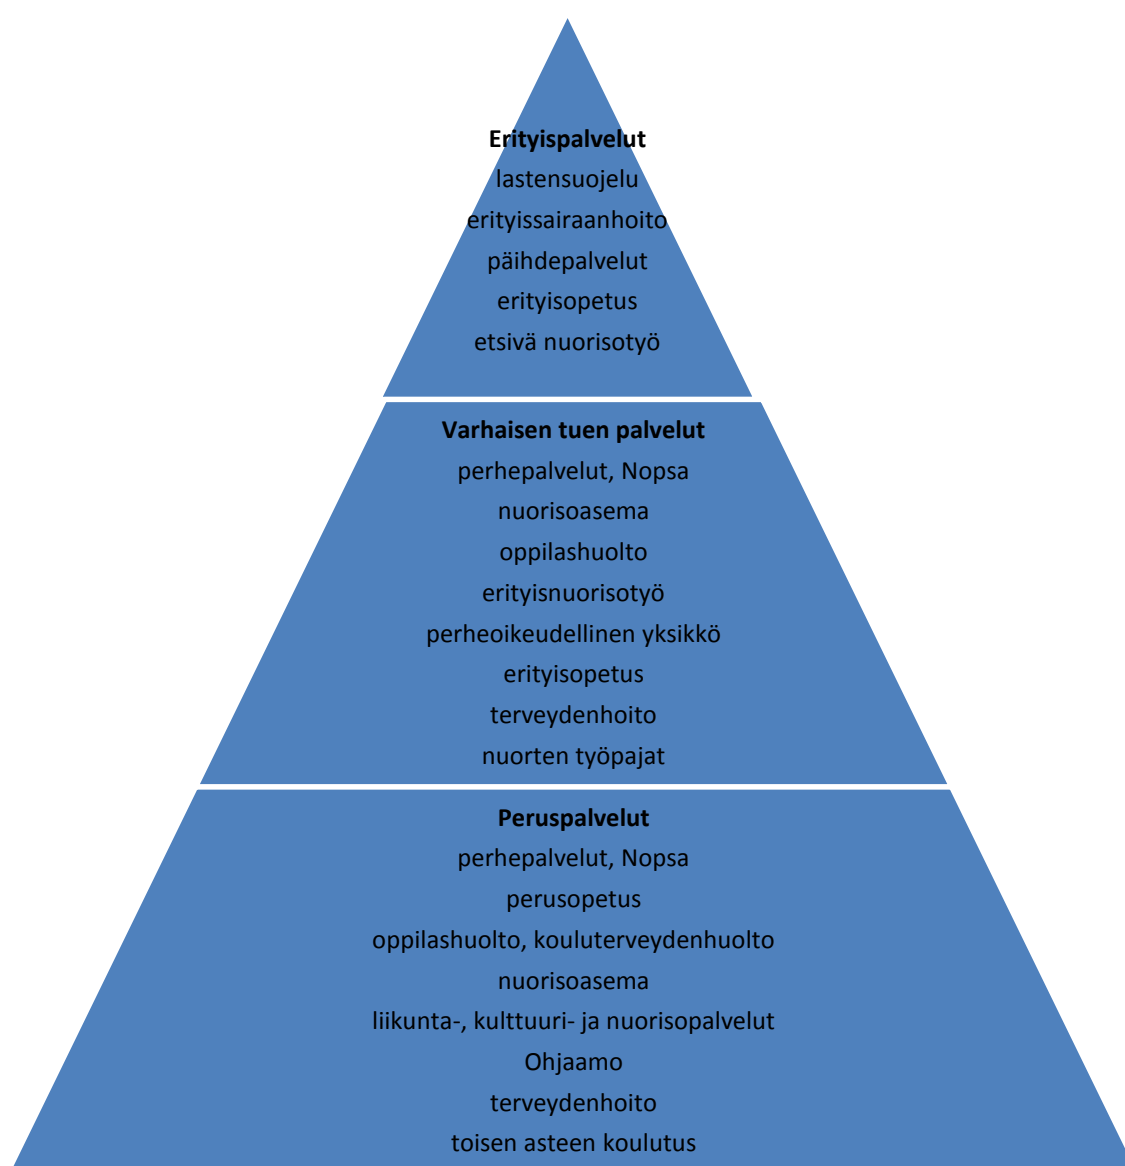 Erityispalvelut
lastensuojelu
erityissairaanhoito
päihdepalvelut
erityisopetus
etsivä nuorisotyö
Varhaisen tuen palvelut
perhepalvelut, Nopsa
nuorisoasema
oppilashuolto
erityisnuorisotyö
perheoikeudellinen yksikkö
erityisopetus
terveydenhoito
nuorten työpajat
Peruspalvelut
perhepalvelut, Nopsa
perusopetus
oppilashuolto, kouluterveydenhuolto
nuorisoasema
liikunta-, kulttuuri- ja nuorisopalvelut
Ohjaamo
terveydenhoito
toisen asteen koulutus